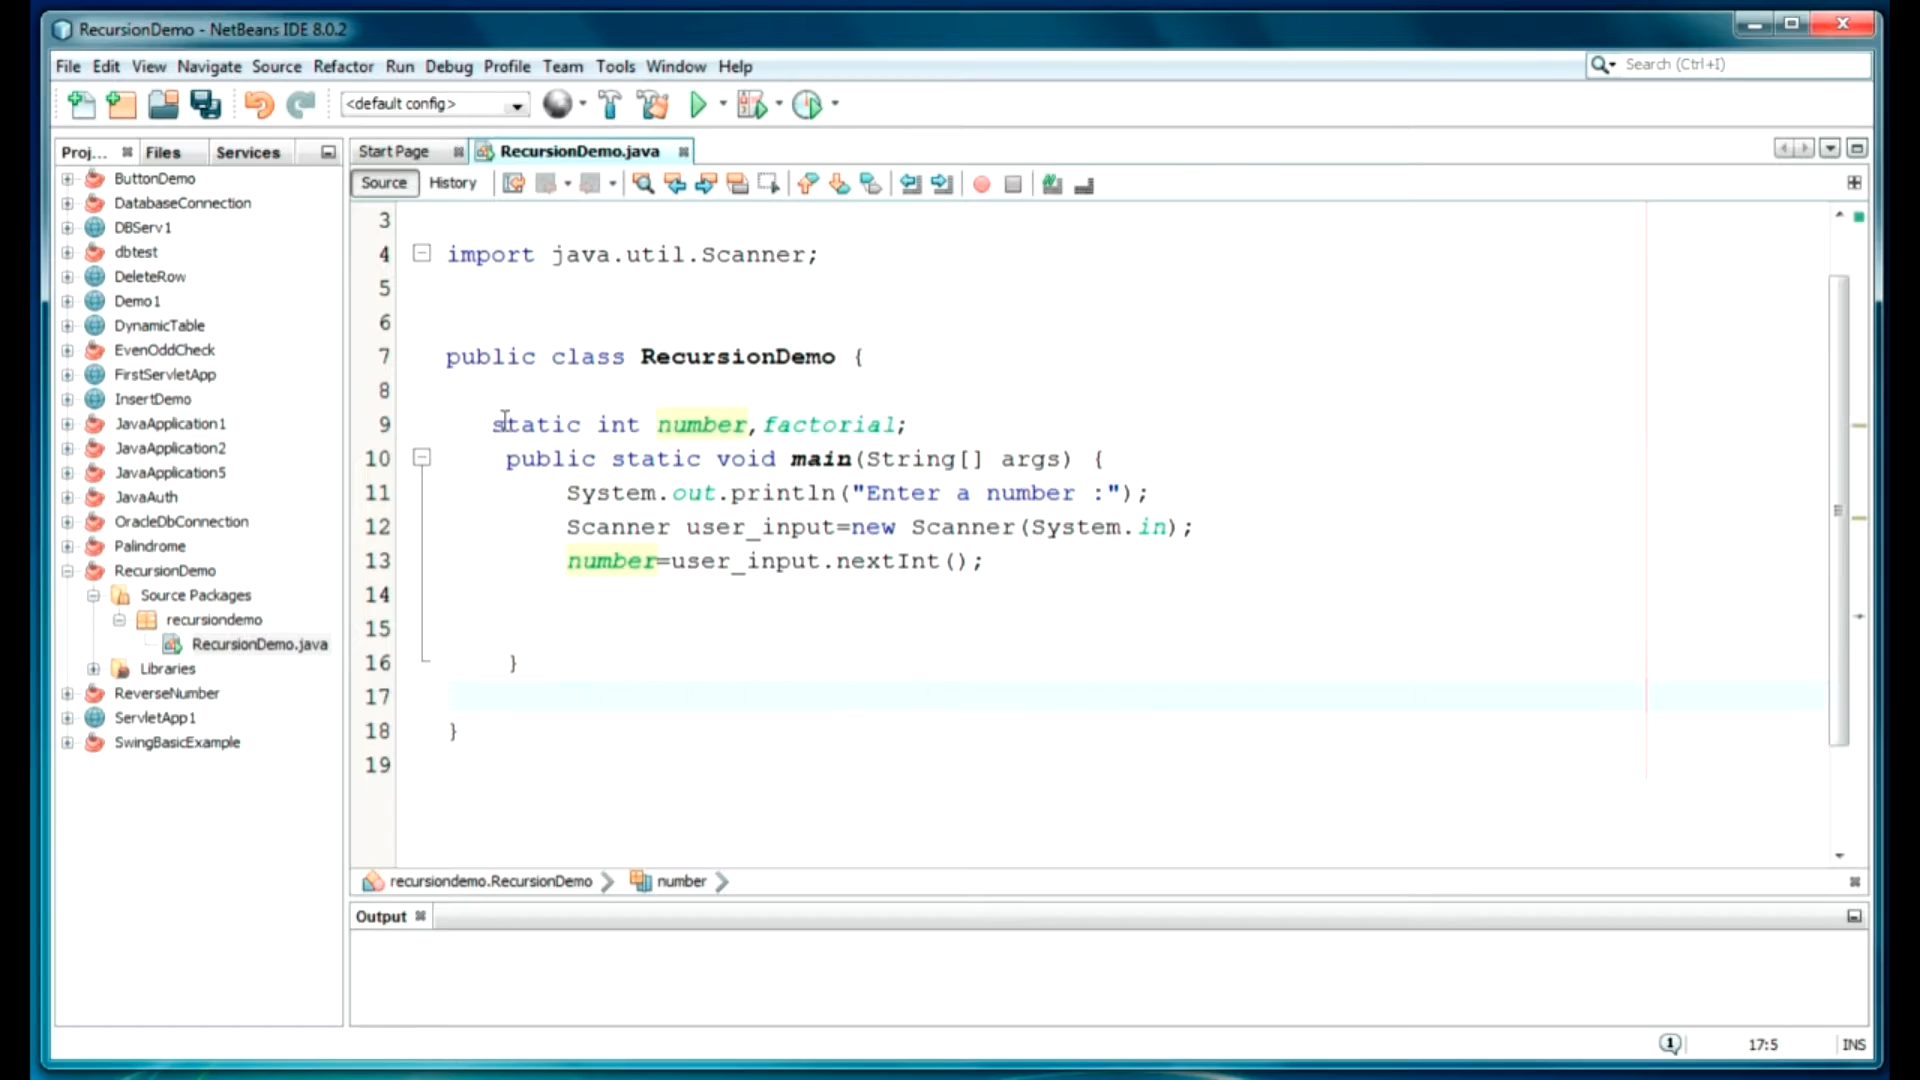 RecursionDemo - NetBeans IDE 8.0.2
File Edit View Navigate Source Refactor Run Debug Profile Team Tools Window Help
Search (Ctrl+I)
<default config>
Proj... Files Services
Start Page RecursionDemo.java
Source History
ButtonDemo
DatabaseConnection
DBServ1
dbtest
DeleteRow
Demo1
DynamicTable
EvenOddCheck
FirstServletApp
InsertDemo
JavaApplication1
JavaApplication2
JavaApplication5
JavaAuth
OracleDbConnection
Palindrome
RecursionDemo
Source Packages
recursiondemo
RecursionDemo.java
Libraries
ReverseNumber
ServletApp1
SwingBasicExample
3
4 import java.util.Scanner;
5
6
7 public class RecursionDemo {
8
9 static int number,factorial;
10 public static void main(String[] args) {
11 System.out.println("Enter a number :");
12 Scanner user_input=new Scanner(System.in);
13 number=user_input.nextInt();
14
15
16 }
17
18 }
19
recursiondemo.RecursionDemo number
Output
1 17:5 INS